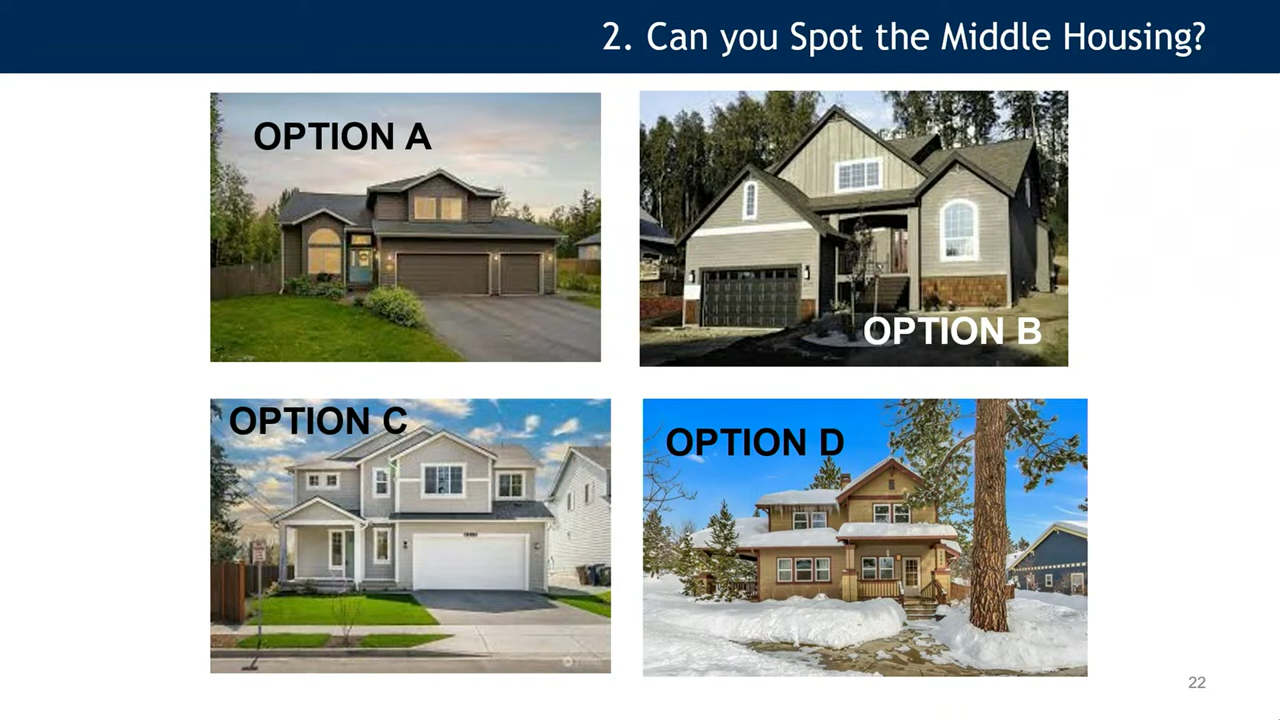 2. Can you Spot the Middle Housing?
OPTION A
OPTION B
OPTION C
OPTION D
22